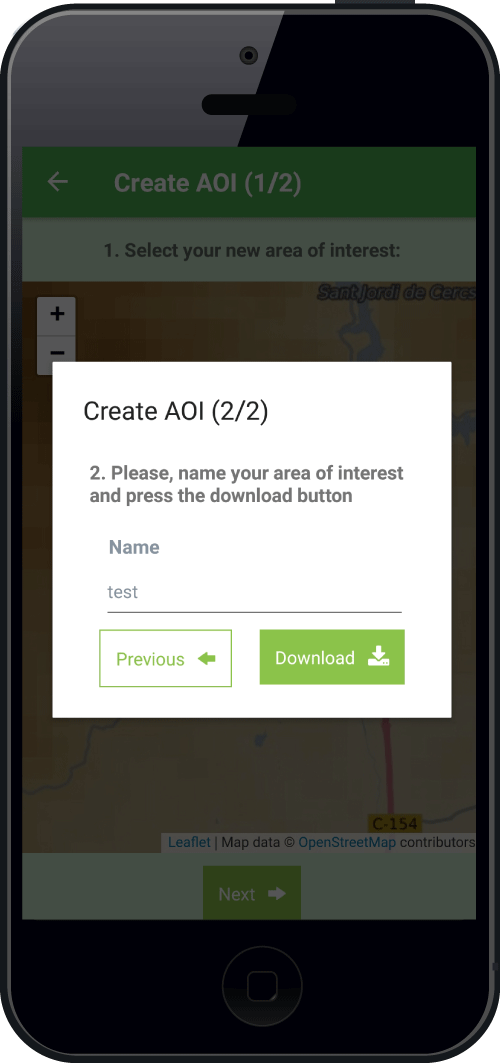 Create AOI (1/2)
1. Select your new area of interest:
Sant Jordi de Cercs
+
−
Create AOI (2/2)
2. Please, name your area of interest
and press the download button
Name
test
Previous
Download
C-154
Leaflet | Map data © OpenStreetMap contributors
Next